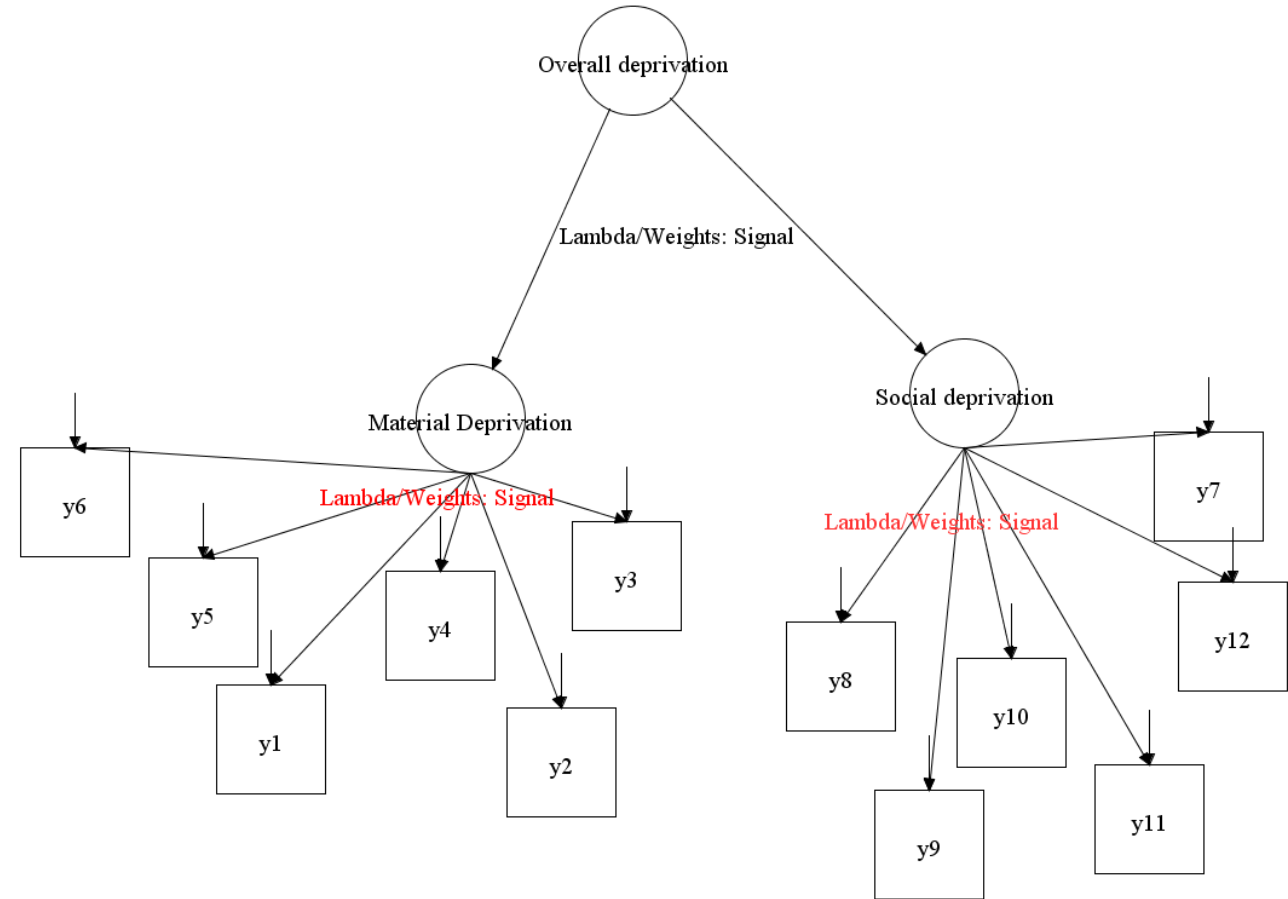 Overall deprivation
Lambda/Weights: Signal
Material Deprivation
Social deprivation
Lambda/Weights: Signal
Lambda/Weights: Signal
y6
y5
y1
y4
y2
y3
y8
y9
y10
y11
y12
y7